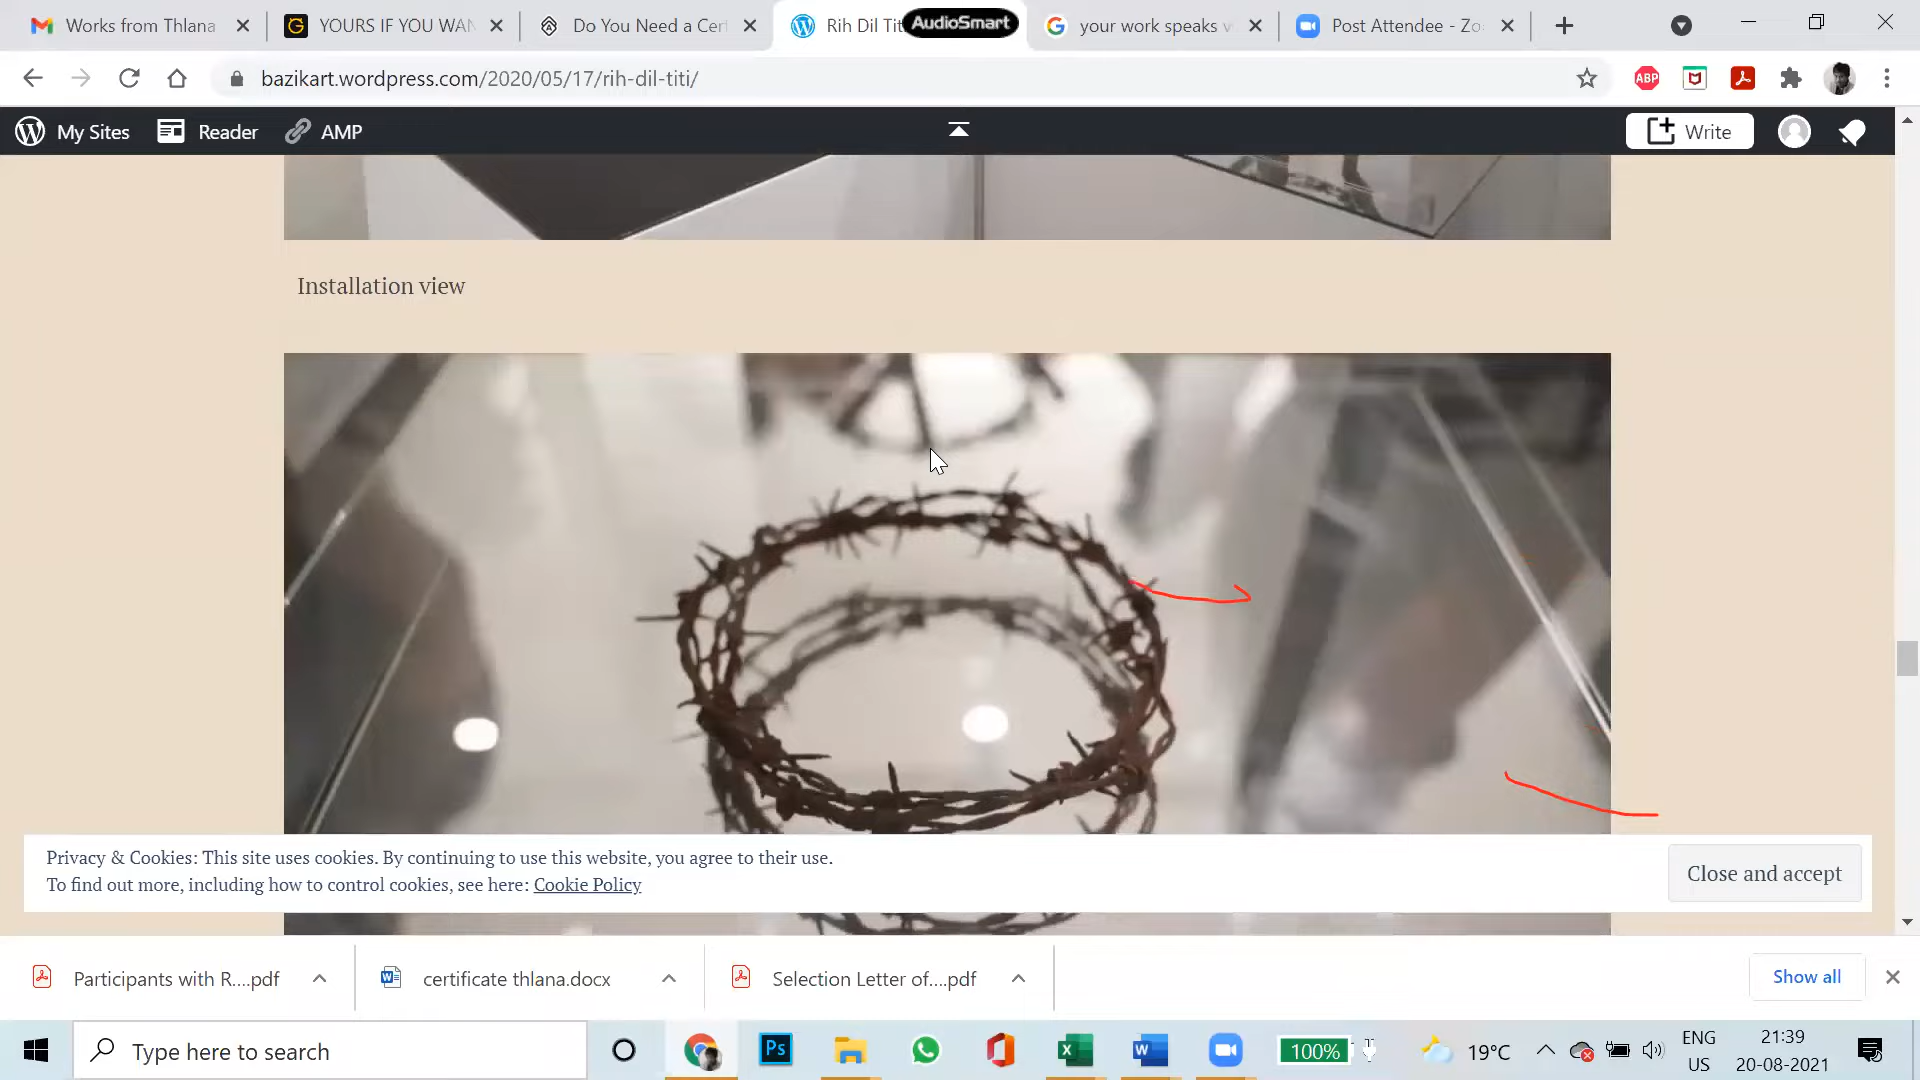 Works from Thlana
YOURS IF YOU WAN
Do You Need a Cer
Rih Dil Tit
AudioSmart
your work speaks v
Post Attendee - Zo
bazikart.wordpress.com/2020/05/17/rih-dil-titi/
ABP
My Sites
Reader
AMP
Write
Installation view
Privacy & Cookies: This site uses cookies. By continuing to use this website, you agree to their use.
To find out more, including how to control cookies, see here: Cookie Policy
Close and accept
Participants with R....pdf
certificate thlana.docx
Selection Letter of....pdf
Show all
Type here to search
Ps
100%
19°C
ENG
US
21:39
20-08-2021